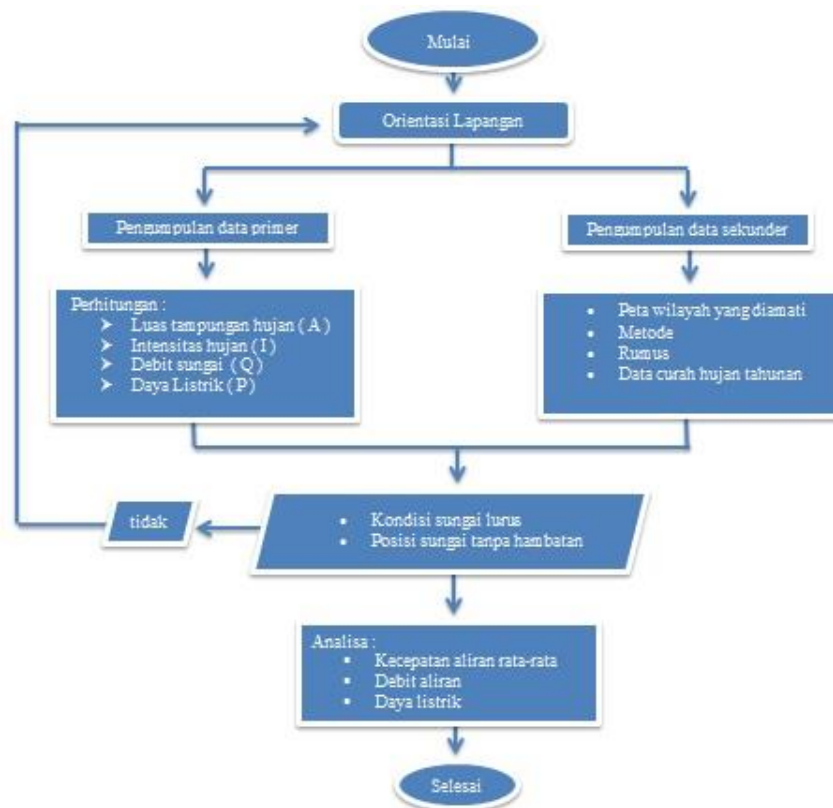 Mulai
Orientasi Lapangan
Pengumpulan data primer
Pengumpulan data sekunder
Perhitungan :
➤ Luas tampungan hujan ( A )
➤ Intensitas hujan ( I )
➤ Debit sungai ( Q )
➤ Daya Listrik ( P )
• Peta wilayah yang diamati
• Metode
• Rumus
• Data curah hujan tahunan
tidak
• Kondisi sungai lurus
• Posisi sungai tanpa hambatan
Analisa :
▪ Kecepatan aliran rata-rata
▪ Debit aliran
▪ Daya listrik
Selesai